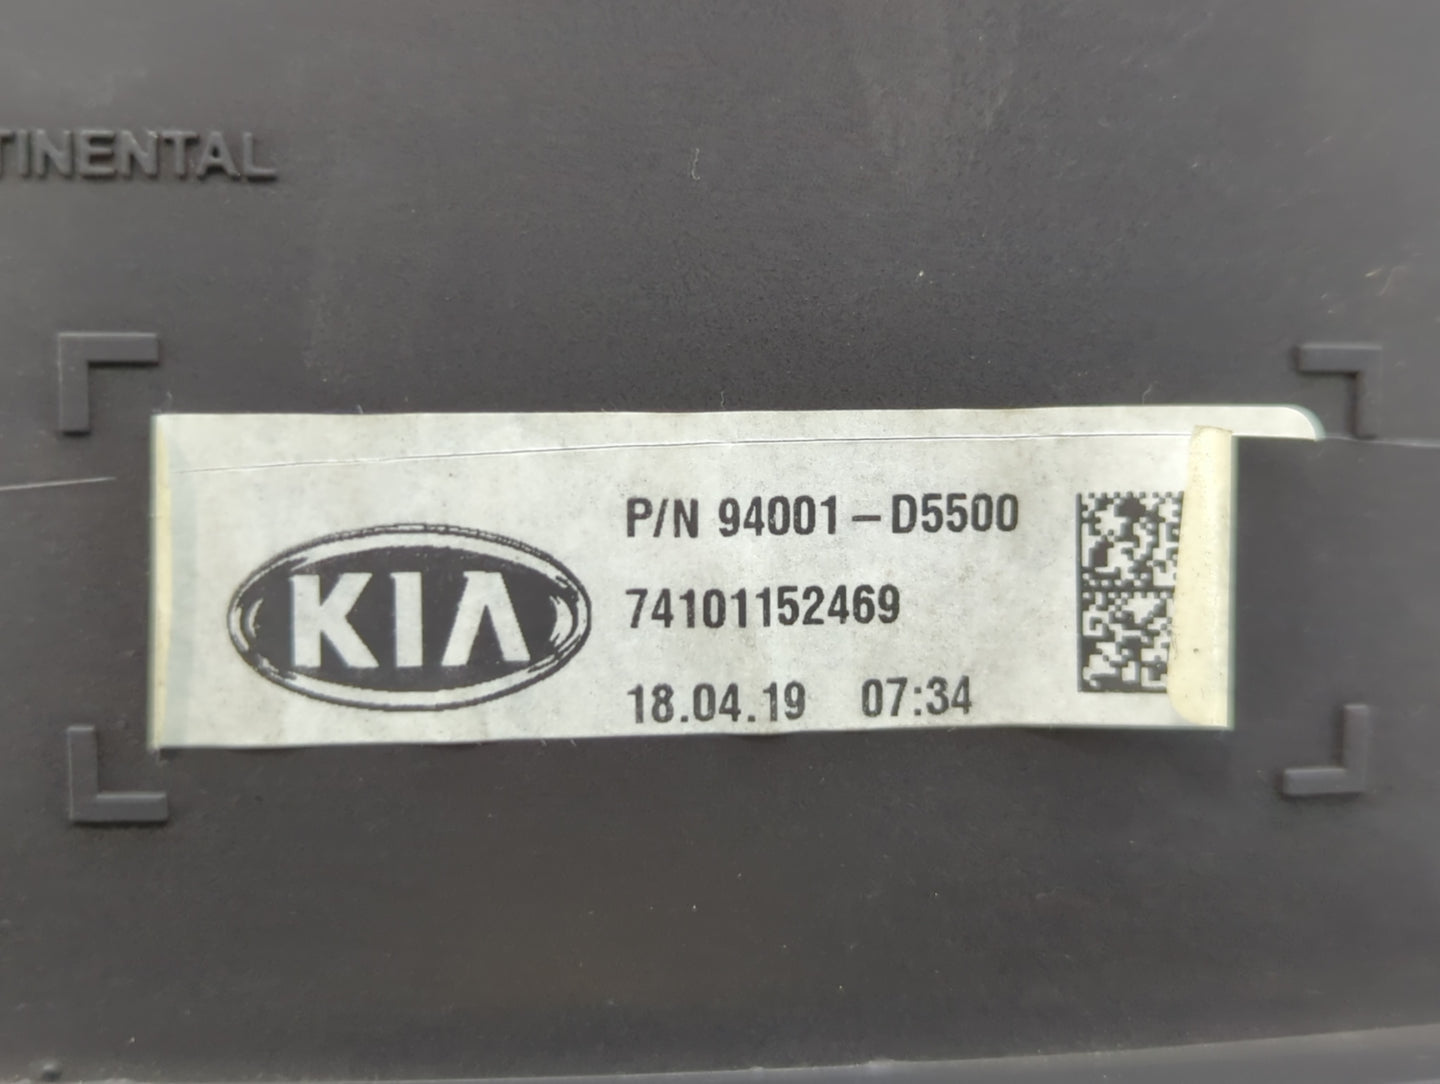 TINENTAL
KIA
P/N 94001-D5500
74101152469
18.04.19 07:34